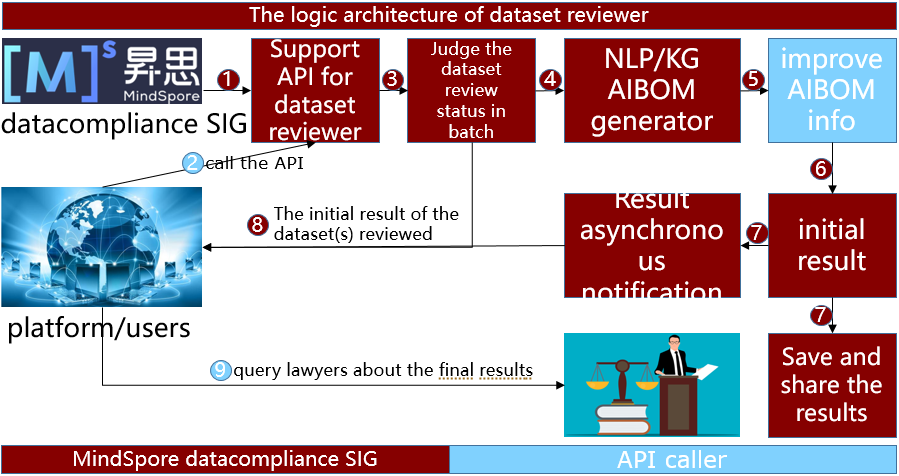 The logic architecture of dataset reviewer
[M]ˢ 昇思
MindSpore
datacompliance SIG
1
Support
API for
dataset
reviewer
3
Judge the
dataset
review
status in
batch
4
NLP/KG
AIBOM
generator
5
improve
AIBOM
info
2 call the API
6
platform/users
8
The initial result of the
dataset(s) reviewed
Result
asynchrono
us
notification
7
initial
result
7
9 query lawyers about the final results
Save and
share the
results
MindSpore datacompliance SIG
API caller